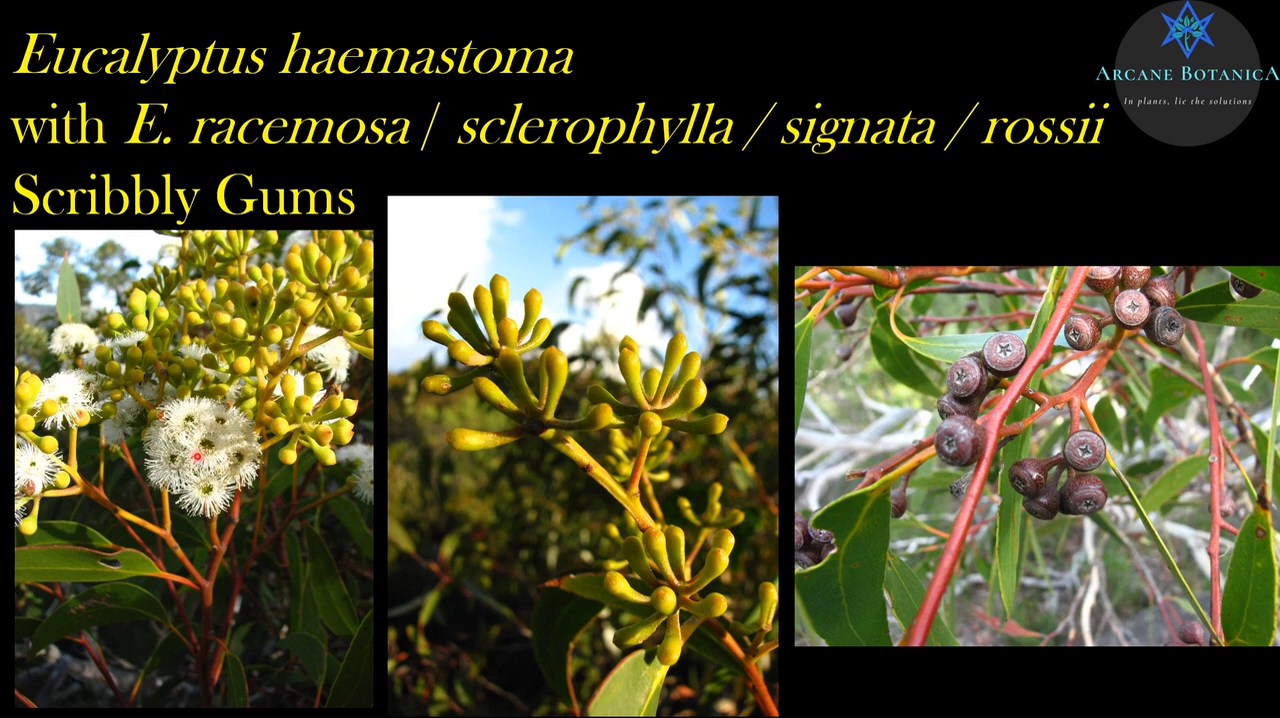 Eucalyptus haemastoma
with E. racemosa / sclerophylla / signata / rossii
Scribbly Gums
ARCANE BOTANICA
In plants, lie the solutions